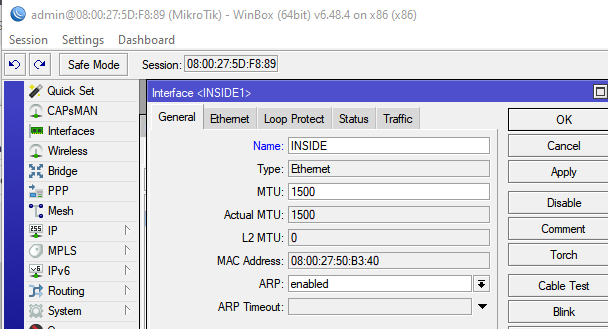 admin@08:00:27:5D:F8:89 (MikroTik) - WinBox (64bit) v6.48.4 on x86 (x86)
Session Settings Dashboard
Safe Mode Session: 08:00:27:5D:F8:89
Quick Set
CAPsMAN
Interfaces
Wireless
Bridge
PPP
Mesh
IP
MPLS
IPv6
Routing
System
Interface <INSIDE1>
General Ethernet Loop Protect Status Traffic
Name: INSIDE
Type: Ethernet
MTU: 1500
Actual MTU: 1500
L2 MTU: 0
MAC Address: 08:00:27:50:B3:40
ARP: enabled
ARP Timeout:
OK
Cancel
Apply
Disable
Comment
Torch
Cable Test
Blink